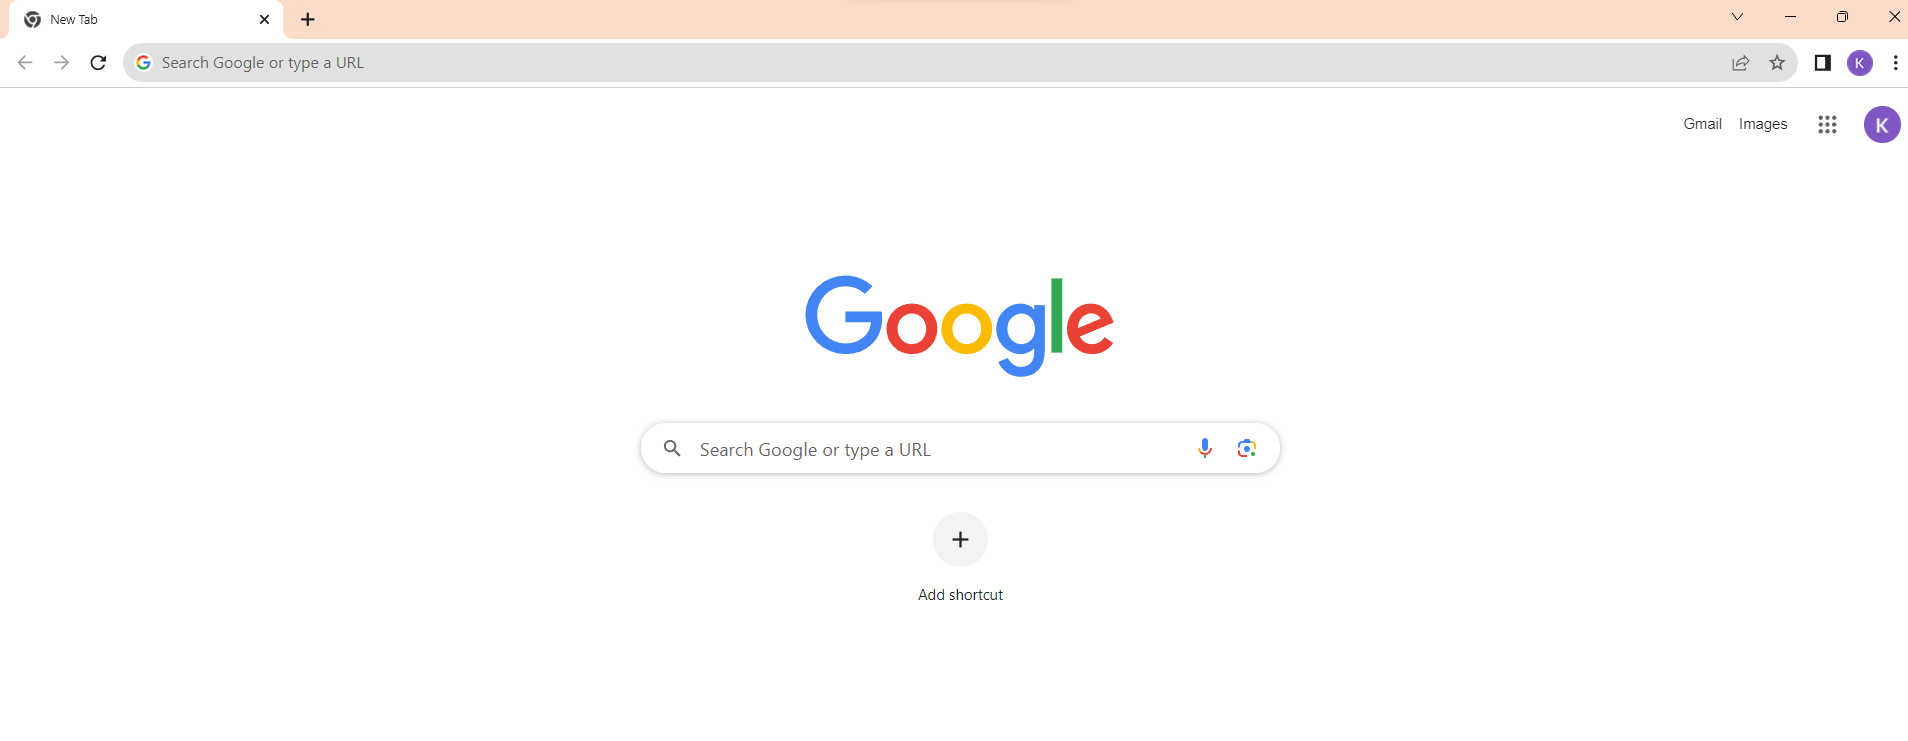 New Tab
Search Google or type a URL
K
Gmail Images
K
Google
Search Google or type a URL
Add shortcut